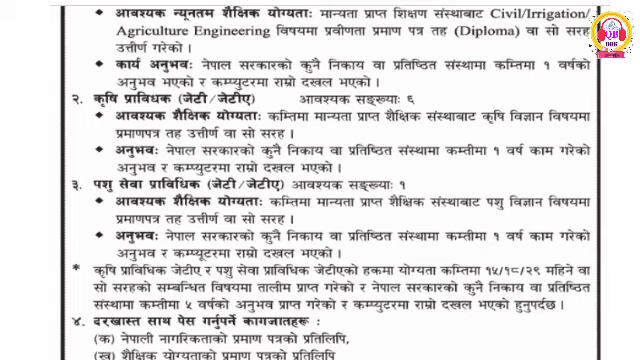 ◆ आवश्यक न्यूनतम शैक्षिक योग्यताः मान्यता प्राप्त शिक्षण संस्थाबाट Civil/Irrigation/
Agriculture Engineering विषयमा प्रवीणता प्रमाण पत्र तह (Diploma) वा सो सरह
उत्तीर्ण गरेको ।
◆ कार्य अनुभवः नेपाल सरकारको कुनै निकाय वा प्रतिष्ठित संस्थामा कम्तिमा १ वर्षको
अनुभव भएको र कम्प्युटरमा राम्रो दखल भएको ।
२. कृषि प्राविधिक (जेटी/जेटीए) आवश्यक सङ्ख्याः ६
◆ आवश्यक शैक्षिक योग्यताः कम्तिमा मान्यता प्राप्त शैक्षिक संस्थाबाट कृषि विज्ञान विषयमा
प्रमाणपत्र तह उत्तीर्ण वा सो सरह ।
◆ अनुभवः नेपाल सरकारको कुनै निकाय वा प्रतिष्ठित संस्थामा कम्तीमा १ वर्ष काम गरेको
अनुभव र कम्प्युटरमा राम्रो दखल भएको ।
३. पशु सेवा प्राविधिक (जेटी/जेटीए) आवश्यक सङ्ख्याः १
◆ आवश्यक शैक्षिक योग्यताः कम्तिमा मान्यता प्राप्त शैक्षिक संस्थाबाट पशु विज्ञान विषयमा
प्रमाणपत्र तह उत्तीर्ण वा सो सरह ।
◆ अनुभवः नेपाल सरकारको कुनै निकाय वा प्रतिष्ठित संस्थामा कम्तीमा १ वर्ष काम गरेको
अनुभव र कम्प्यूटरमा राम्रो दखल भएको ।
* कृषि प्राविधिक जेटीए र पशु सेवा प्राविधिक जेटीएको हकमा योग्यता कम्तिमा १५/१८/२९ महिने वा
सो सरहको सम्बन्धित विषयमा तालीम प्राप्त गरेको र नेपाल सरकारको कुनै निकाय वा प्रतिष्ठित
संस्थामा कम्तीमा ५ वर्षको अनुभव प्राप्त गरेको र कम्प्युटरमा राम्रो दखल भएको हुनुपर्दछ ।
४. दरखास्त साथ पेस गर्नुपर्ने कागजातहरू :
(क) नेपाली नागरिकताको प्रमाण पत्रको प्रतिलिपि,
(ख) शैक्षिक योग्यताको प्रमाण पत्रको प्रतिलिपि
QB